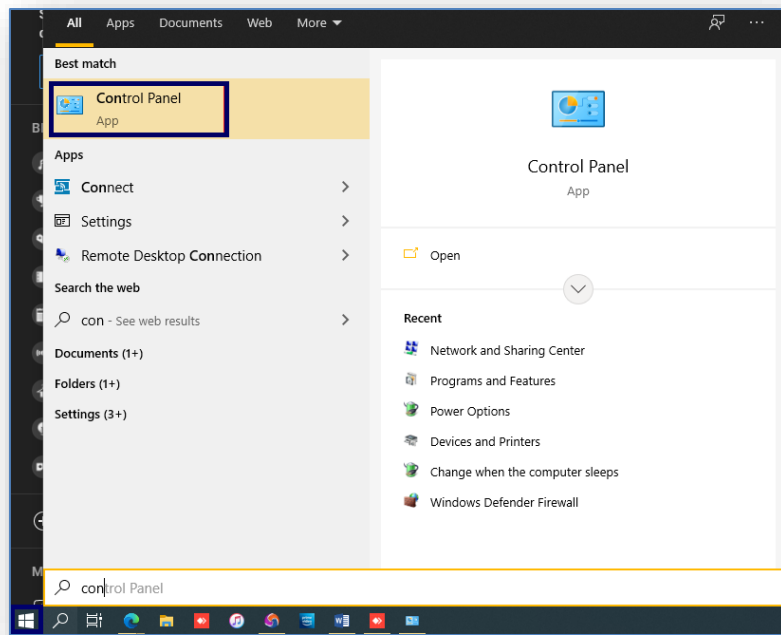 All Apps Documents Web More
Best match
Control Panel
App
Apps
Connect
Settings
Remote Desktop Connection
Search the web
con - See web results
Documents (1+)
Folders (1+)
Settings (3+)
Control Panel
App
Open
Recent
Network and Sharing Center
Programs and Features
Power Options
Devices and Printers
Change when the computer sleeps
Windows Defender Firewall
control Panel